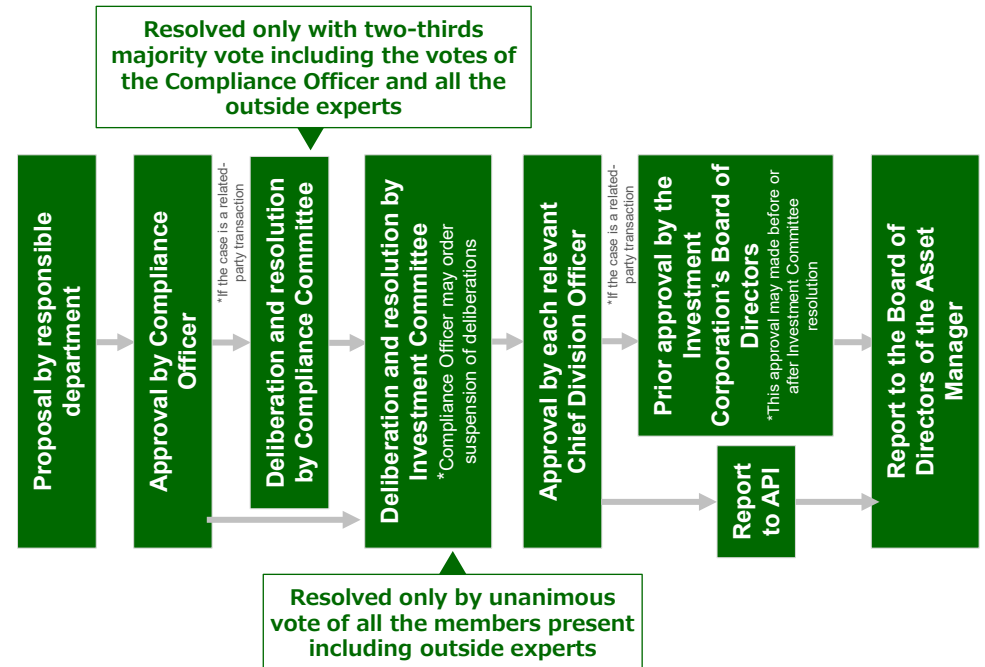 Resolved only with two-thirds
majority vote including the votes of
the Compliance Officer and all the
outside experts
Proposal by responsible
department
Approval by Compliance
Officer
*If the case is a related-
party transaction
Deliberation and resolution
by Compliance Committee
Deliberation and resolution by
Investment Committee
*Compliance Officer may order
suspension of deliberations
Approval by each relevant
Chief Division Officer
*If the case is a related-
party transaction
Prior approval by the
Investment
Corporation's Board of
Directors
*This approval may made before or
after Investment Committee
resolution
Report
to API
Report to the Board of
Directors of the Asset
Manager
Resolved only by unanimous
vote of all the members present
including outside experts